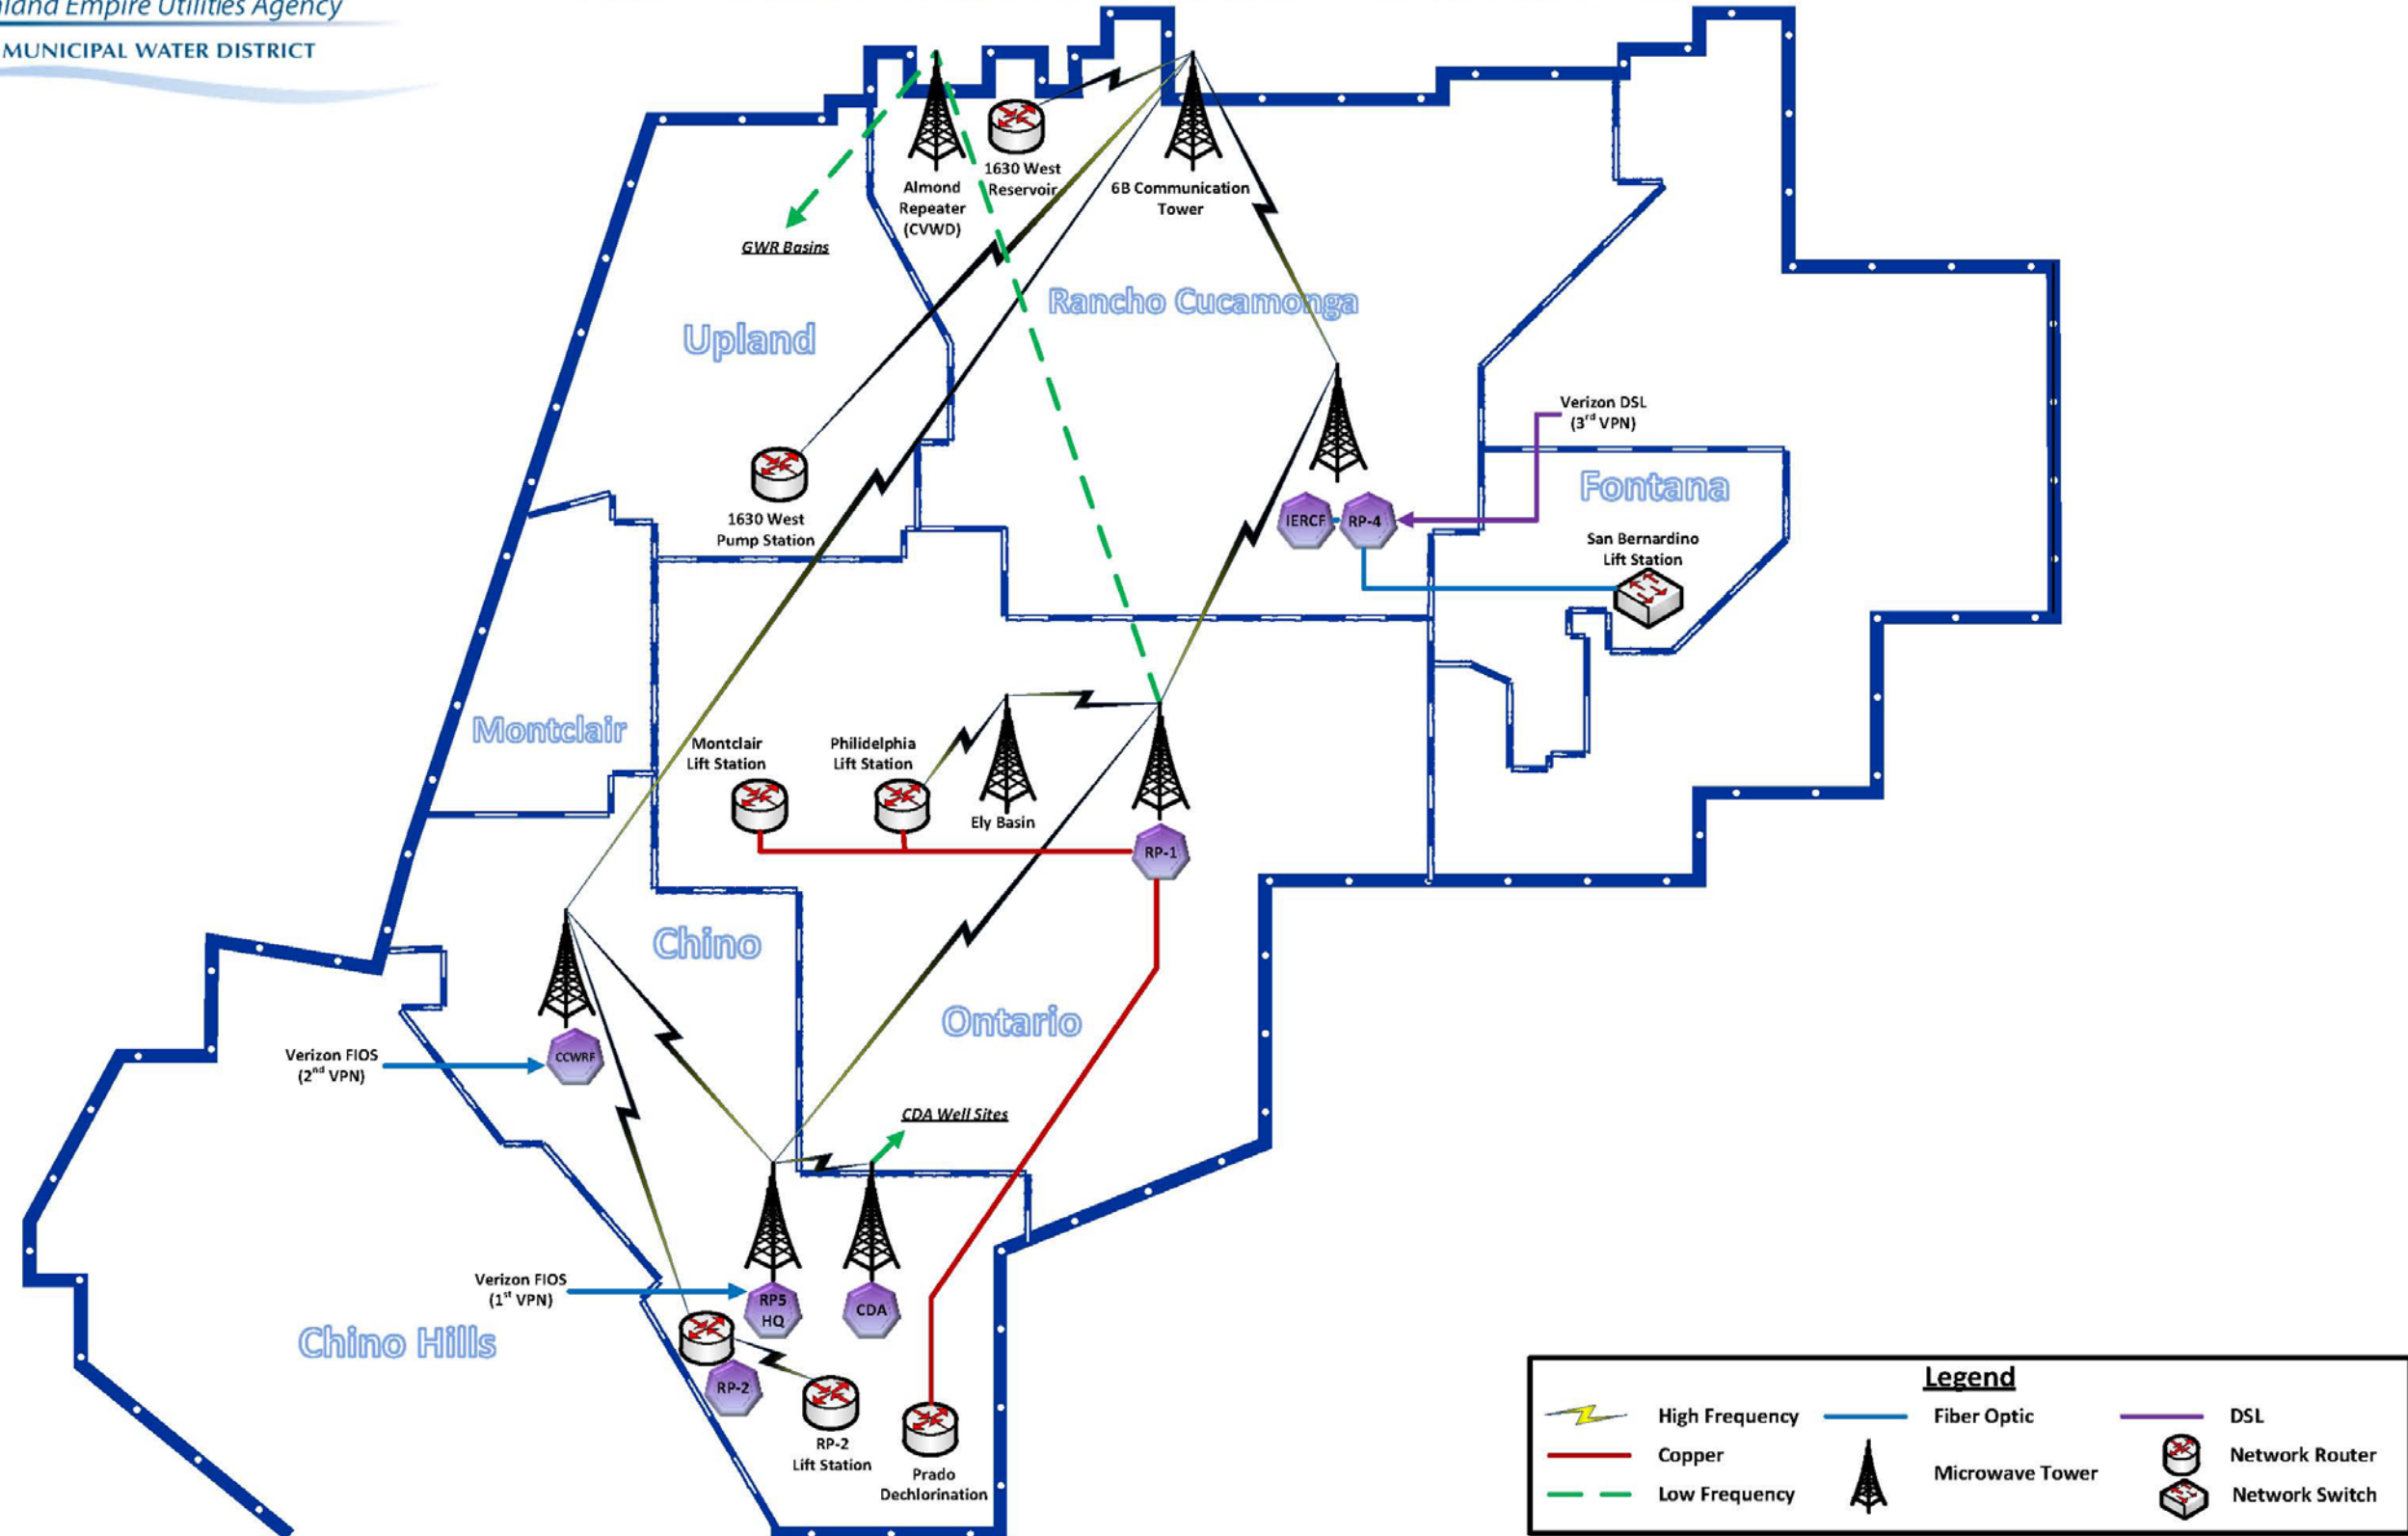 Empire Utilities Agency
MUNICIPAL WATER DISTRICT
Almond
Repeater
(CVWD)
1630 West
Reservoir
6B Communication
Tower
GWR Basins
Rancho Cucamonga
Upland
Verizon DSL
(3rd VPN)
Fontana
IERCF
RP-4
1630 West
Pump Station
San Bernardino
Lift Station
Montclair
Montclair
Lift Station
Philidelphia
Lift Station
Ely Basin
RP-1
Chino
Ontario
Verizon FIOS
(2nd VPN)
CCWRF
CDA Well Sites
Verizon FIOS
(1st VPN)
RP5
HQ
CDA
Chino Hills
RP-2
RP-2
Lift Station
Prado
Dechlorination
Legend
High Frequency
Fiber Optic
DSL
Copper
Microwave Tower
Network Router
Low Frequency
Network Switch